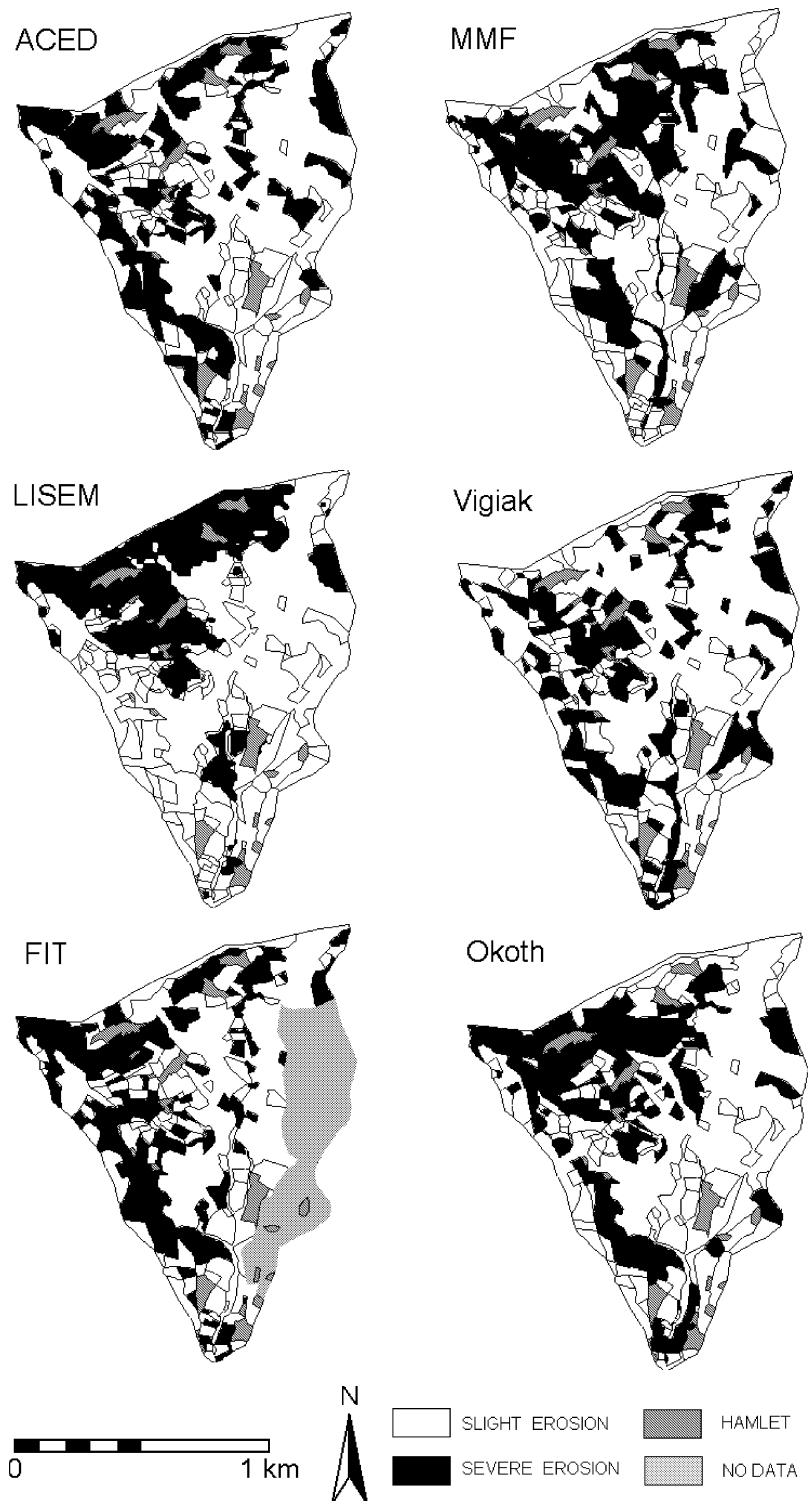 ACED
MMF
LISEM
Vigiak
FIT
Okoth
N
0 1 km
SLIGHT EROSION
HAMLET
SEVERE EROSION
NO DATA